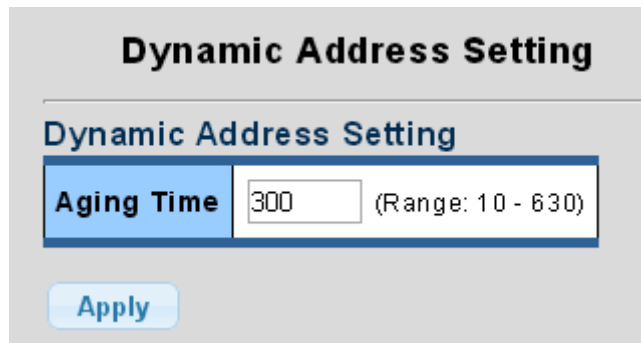 Dynamic Address Setting
Dynamic Address Setting
Aging Time 300 (Range: 10 - 630)
Apply